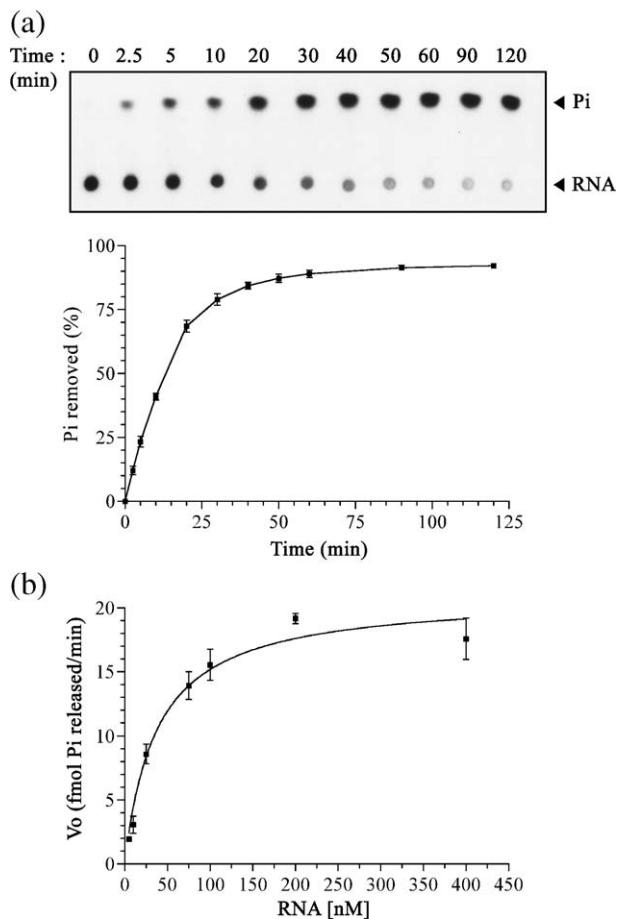 (a)
Time : 0 2.5 5 10 20 30 40 50 60 90 120
(min)
◄ Pi
◄ RNA
100
75
50
25
0
Pi removed (%)
0 25 50 75 100 125
Time (min)
(b)
20
15
10
5
0
Vo (fmol Pi released/min)
0 50 100 150 200 250 300 350 400 450
RNA [nM]